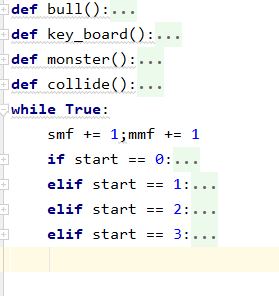 def bull():...
def key_board():...
def monster():...
def collide():...
while True:
    smf += 1;mmf += 1
    if start == 0:...
    elif start == 1:...
    elif start == 2:...
    elif start == 3:...